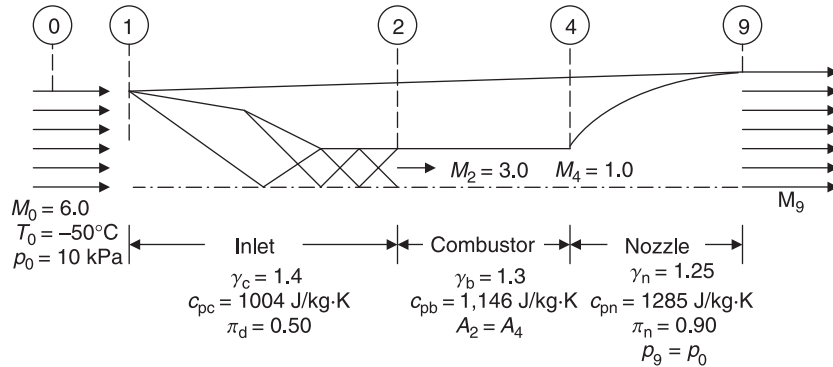 0 1 2 4 9
M₂ = 3.0 M₄ = 1.0
M₀ = 6.0 M₉
T₀ = –50°C
p₀ = 10 kPa
Inlet Combustor Nozzle
γc = 1.4 γb = 1.3 γn = 1.25
cpc = 1004 J/kg·K cpb = 1,146 J/kg·K cpn = 1285 J/kg·K
πd = 0.50 A₂ = A₄ πn = 0.90
p₉ = p₀